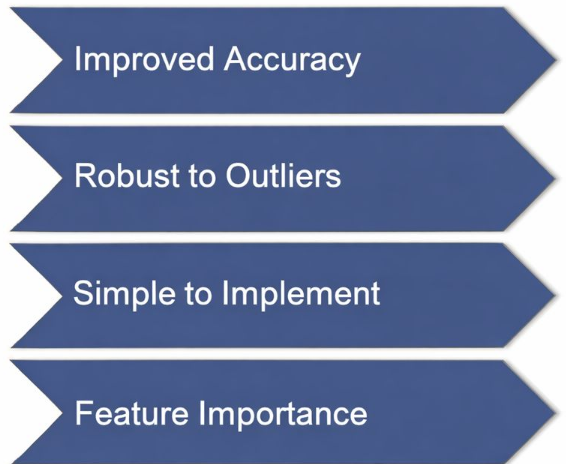 Improved Accuracy
Robust to Outliers
Simple to Implement
Feature Importance